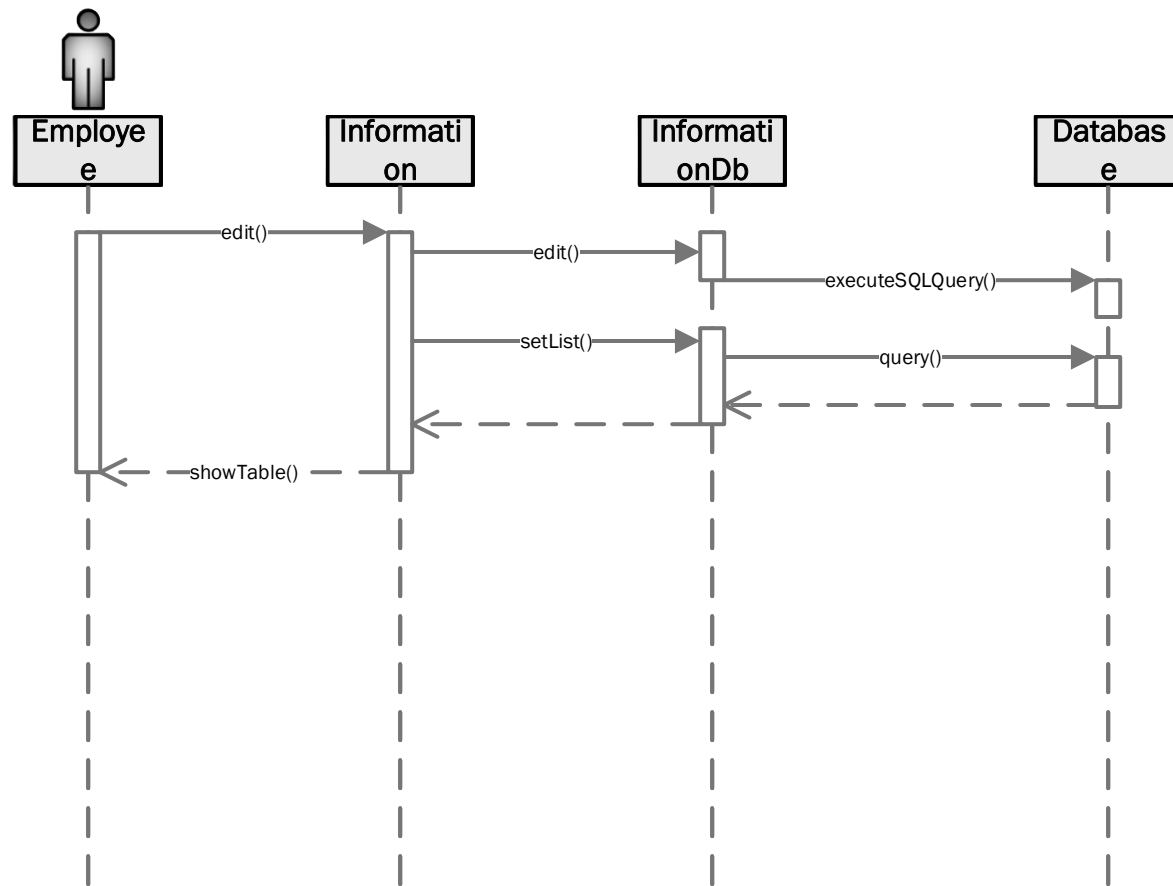 Employe
e
Informati
on
Informati
onDb
Databas
e
edit()
edit()
executeSQLQuery()
setList()
query()
showTable()